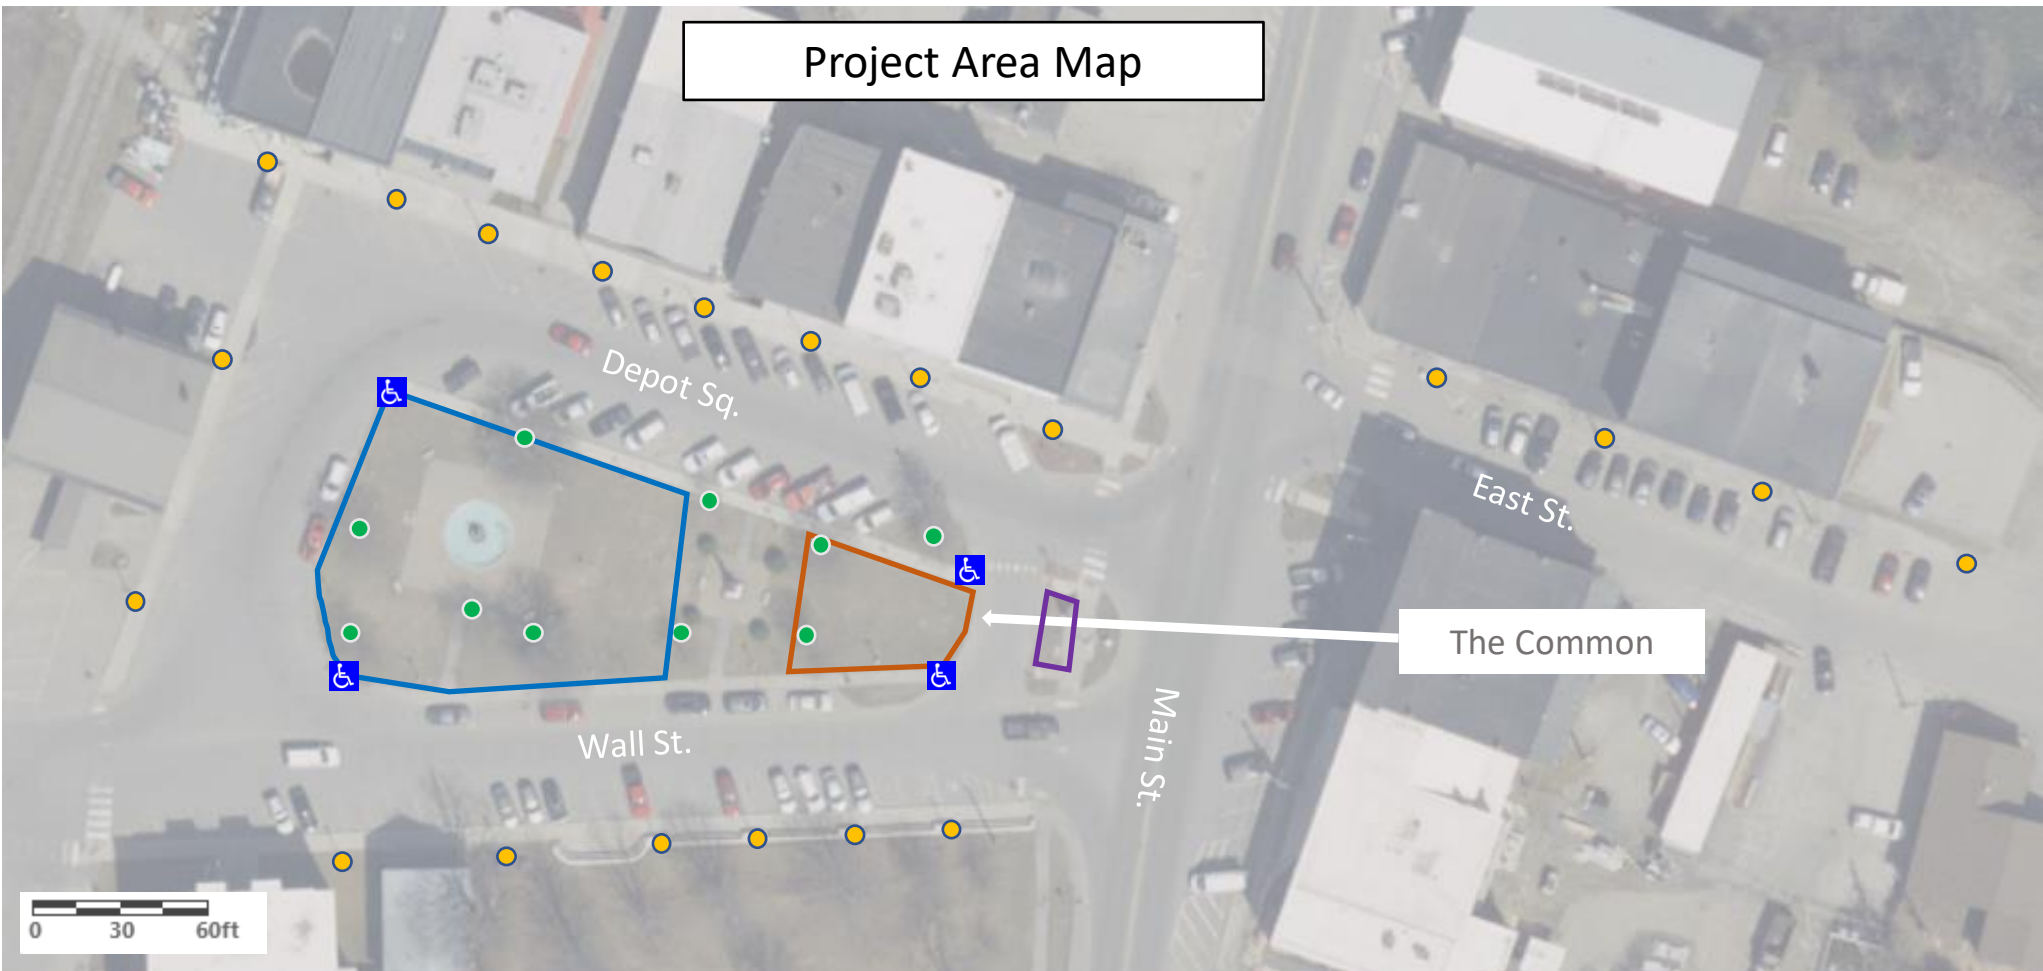 Project Area Map
Depot Sq.
East St.
The Common
Main St.
Wall St.
0 30 60ft